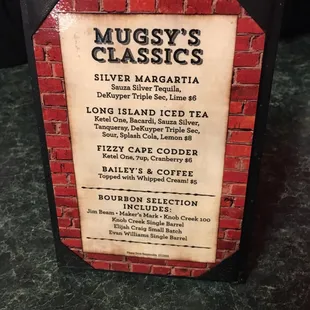 MUGSY'S
CLASSICS
SILVER MARGARTIA
Sauza Silver Tequila,
DeKuyper Triple Sec, Lime $6
LONG ISLAND ICED TEA
Ketel One, Bacardi, Sauza Silver,
Tanqueray, DeKuyper Triple Sec,
Sour, Splash Cola, Lemon $8
FIZZY CAPE CODDER
Ketel One, 7up, Cranberry $6
BAILEY'S & COFFEE
Topped with Whipped Cream! $5
BOURBON SELECTION
INCLUDES:
Jim Beam • Maker's Mark • Knob Creek 100
Knob Creek Single Barrel
Elijah Craig Small Batch
Evan Williams Single Barrel